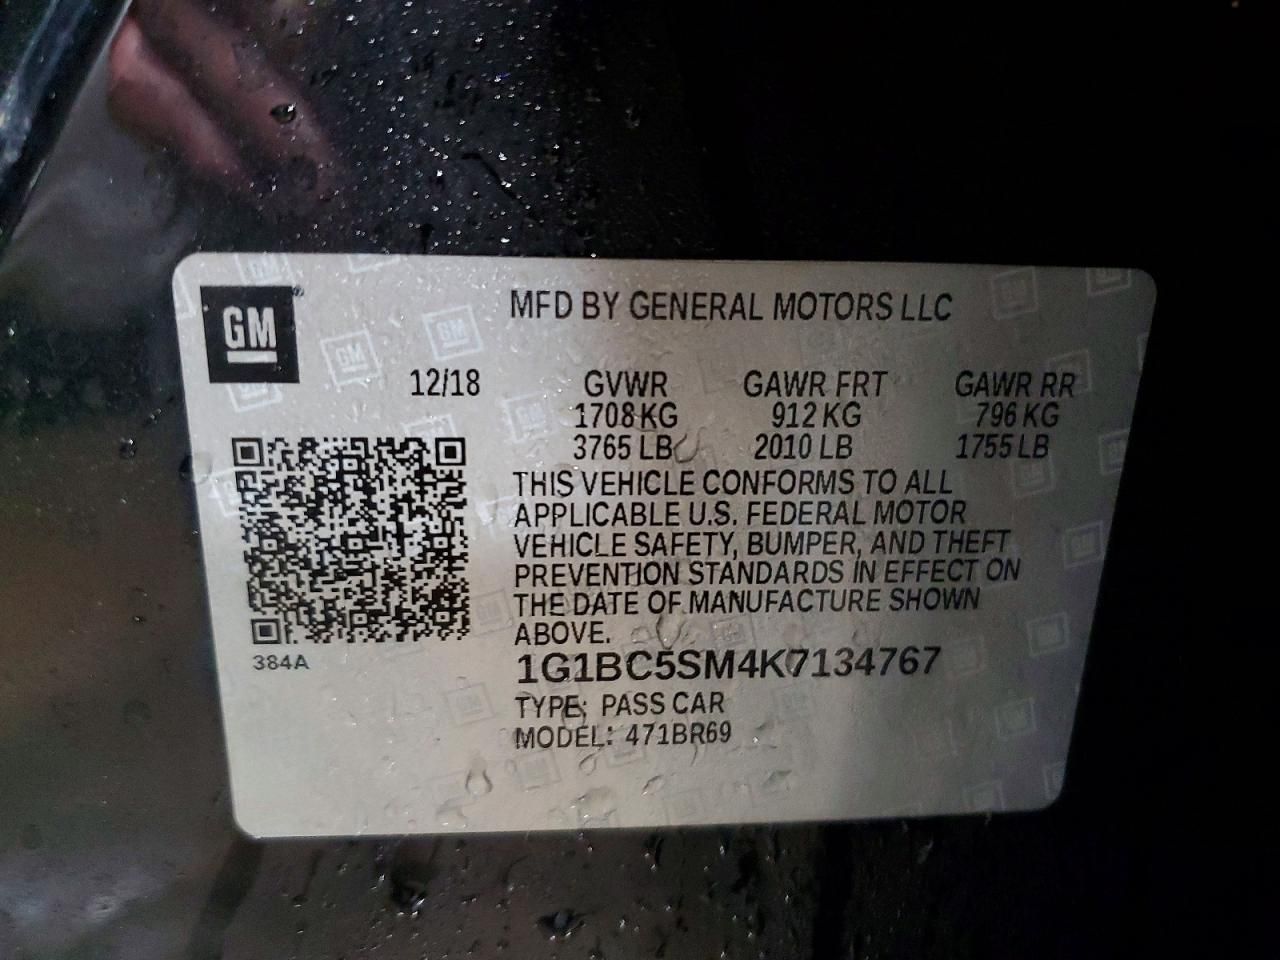 GM
MFD BY GENERAL MOTORS LLC
12/18 GVWR GAWR FRT GAWR RR
1708 KG 912 KG 796 KG
3765 LB 2010 LB 1755 LB
THIS VEHICLE CONFORMS TO ALL
APPLICABLE U.S. FEDERAL MOTOR
VEHICLE SAFETY, BUMPER, AND THEFT
PREVENTION STANDARDS IN EFFECT ON
THE DATE OF MANUFACTURE SHOWN
ABOVE.
384A
1G1BC5SM4K7134767
TYPE: PASS CAR
MODEL: 471BR69